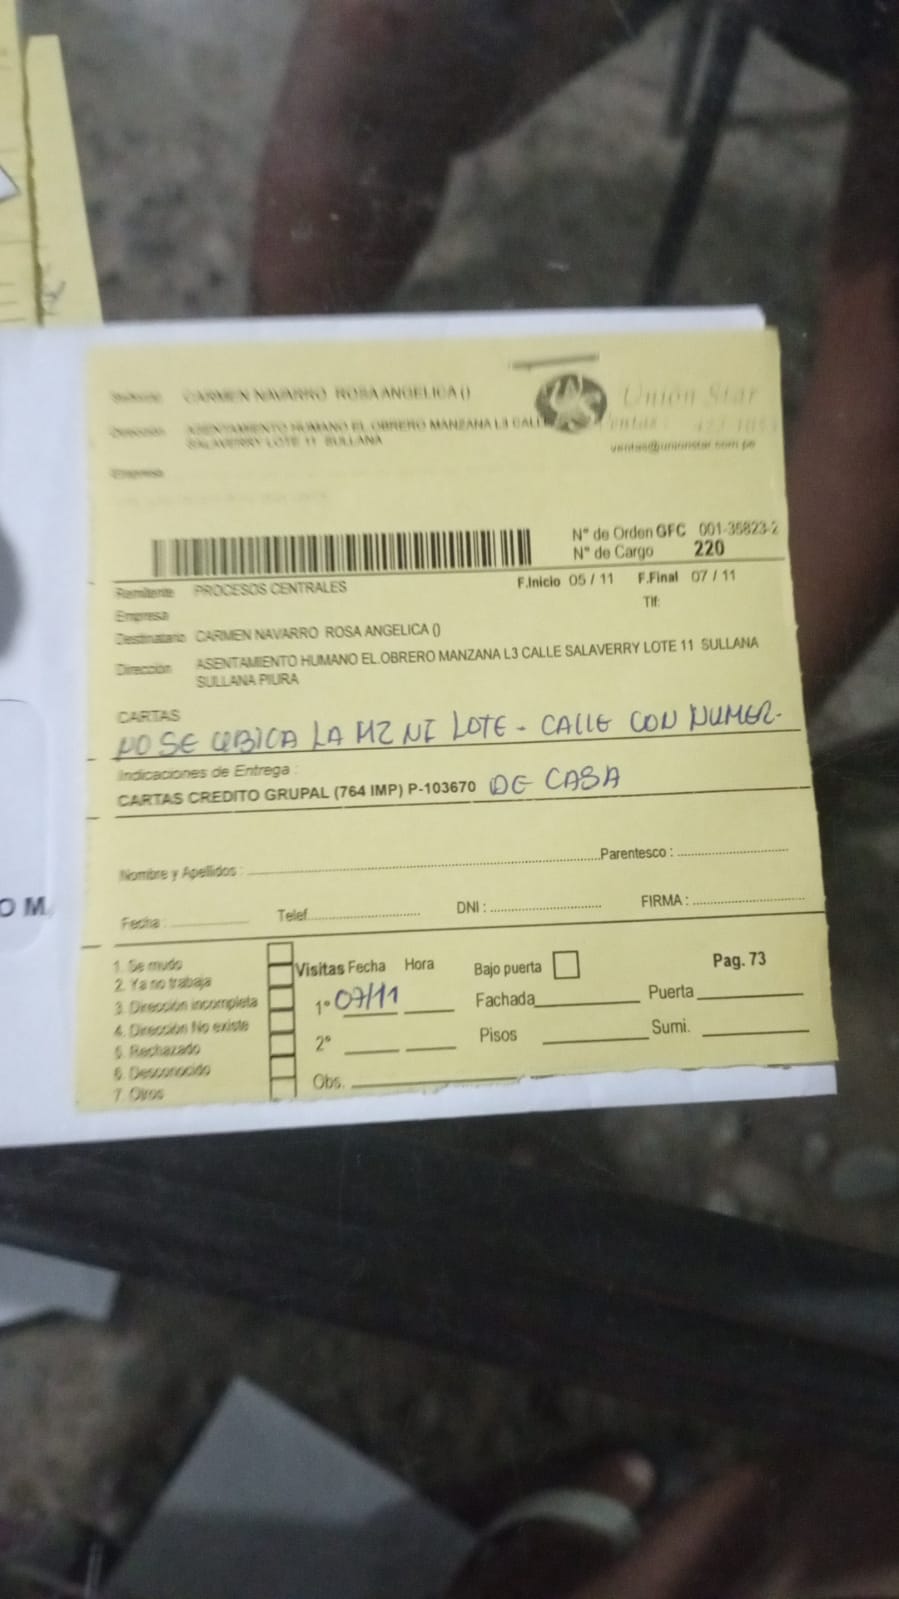 CARMEN NAVARRO ROSA ANGELICA ()
Unión Star
Dirección ASENTAMIENTO HUMANO EL OBRERO MANZANA L3 CALLE
SALAVERRY LOTE 11 SULLANA
ventas@unionstar.com.pe
Empresa
N° de Orden GFC 001-35823-2
N° de Cargo 220
Remitente PROCESOS CENTRALES F.Inicio 05 / 11 F.Final 07 / 11
Empresa Tlf:
Destinatario CARMEN NAVARRO ROSA ANGELICA ()
Dirección ASENTAMIENTO HUMANO EL.OBRERO MANZANA L3 CALLE SALAVERRY LOTE 11 SULLANA
SULLANA PIURA
CARTAS
NO SE UBICA LA MZ NI LOTE - CALLE CON NUMER-
Indicaciones de Entrega :
CARTAS CREDITO GRUPAL (764 IMP) P-103670 DE CASA
Nombre y Apellidos : Parentesco :
Fecha : Telef. DNI : FIRMA :
1. Se mudo
2. Ya no trabaja
3. Dirección incompleta
4. Dirección No existe
5. Rechazado
6. Desconocido
7. Otros
Visitas Fecha Hora Bajo puerta Pag. 73
1° 07/11 Fachada Puerta
2° Pisos Sumi.
Obs.
O M.